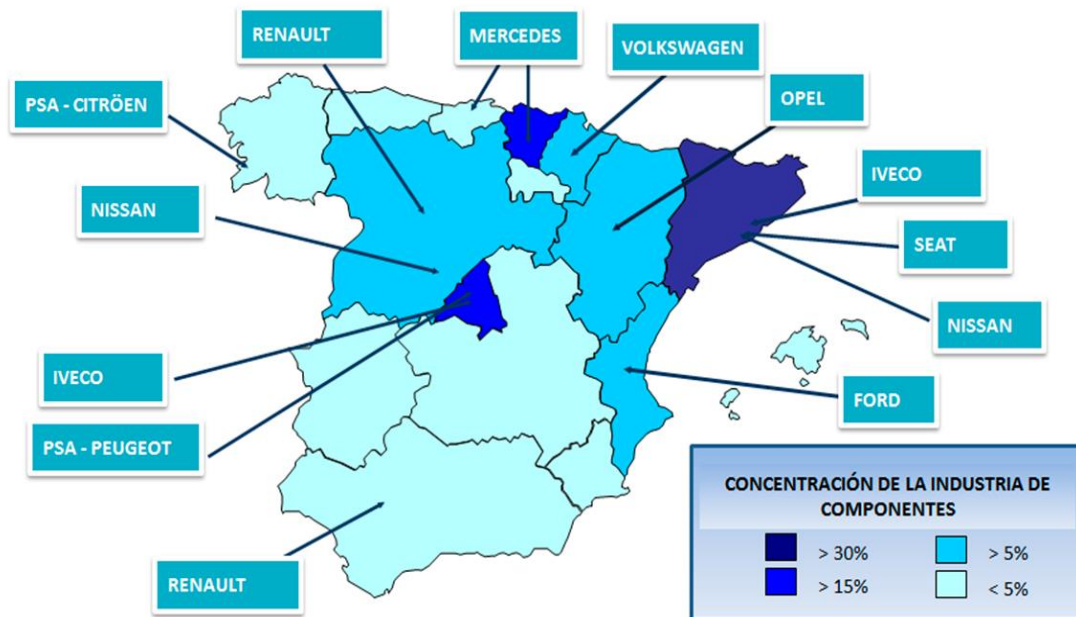 RENAULT
MERCEDES
VOLKSWAGEN
PSA - CITRÖEN
OPEL
NISSAN
IVECO
SEAT
NISSAN
IVECO
FORD
PSA - PEUGEOT
RENAULT
CONCENTRACIÓN DE LA INDUSTRIA DE
COMPONENTES
> 30%
> 5%
> 15%
< 5%